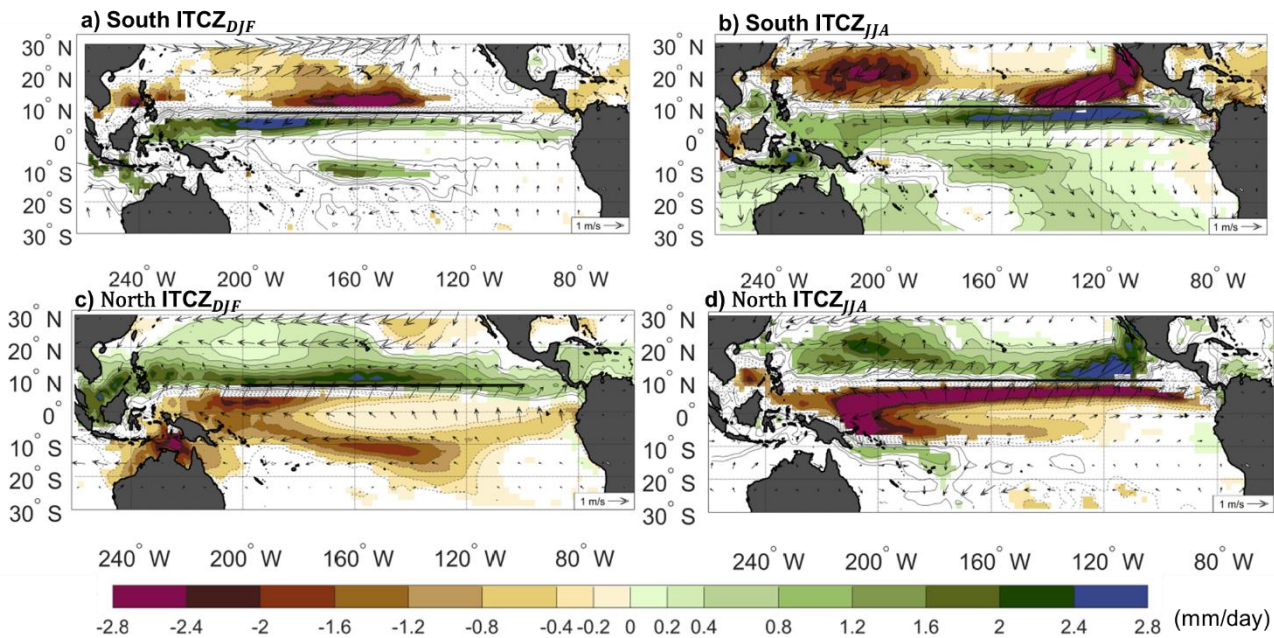 a) South ITCZDJF
b) South ITCZJJA
30° N
20° N
10° N
0°
10° S
20° S
30° S
1 m/s
30° N
20° N
10° N
0°
10° S
20° S
30° S
1 m/s
240° W 200° W 160° W 120° W 80° W
240° W 200° W 160° W 120° W 80° W
c) North ITCZDJF
d) North ITCZJJA
30° N
20° N
10° N
0°
10° S
20° S
30° S
1 m/s
30° N
20° N
10° N
0°
10° S
20° S
30° S
1 m/s
240° W 200° W 160° W 120° W 80° W
240° W 200° W 160° W 120° W 80° W
-2.8 -2.4 -2 -1.6 -1.2 -0.8 -0.4 -0.2 0 0.2 0.4 0.8 1.2 1.6 2 2.4 2.8 (mm/day)